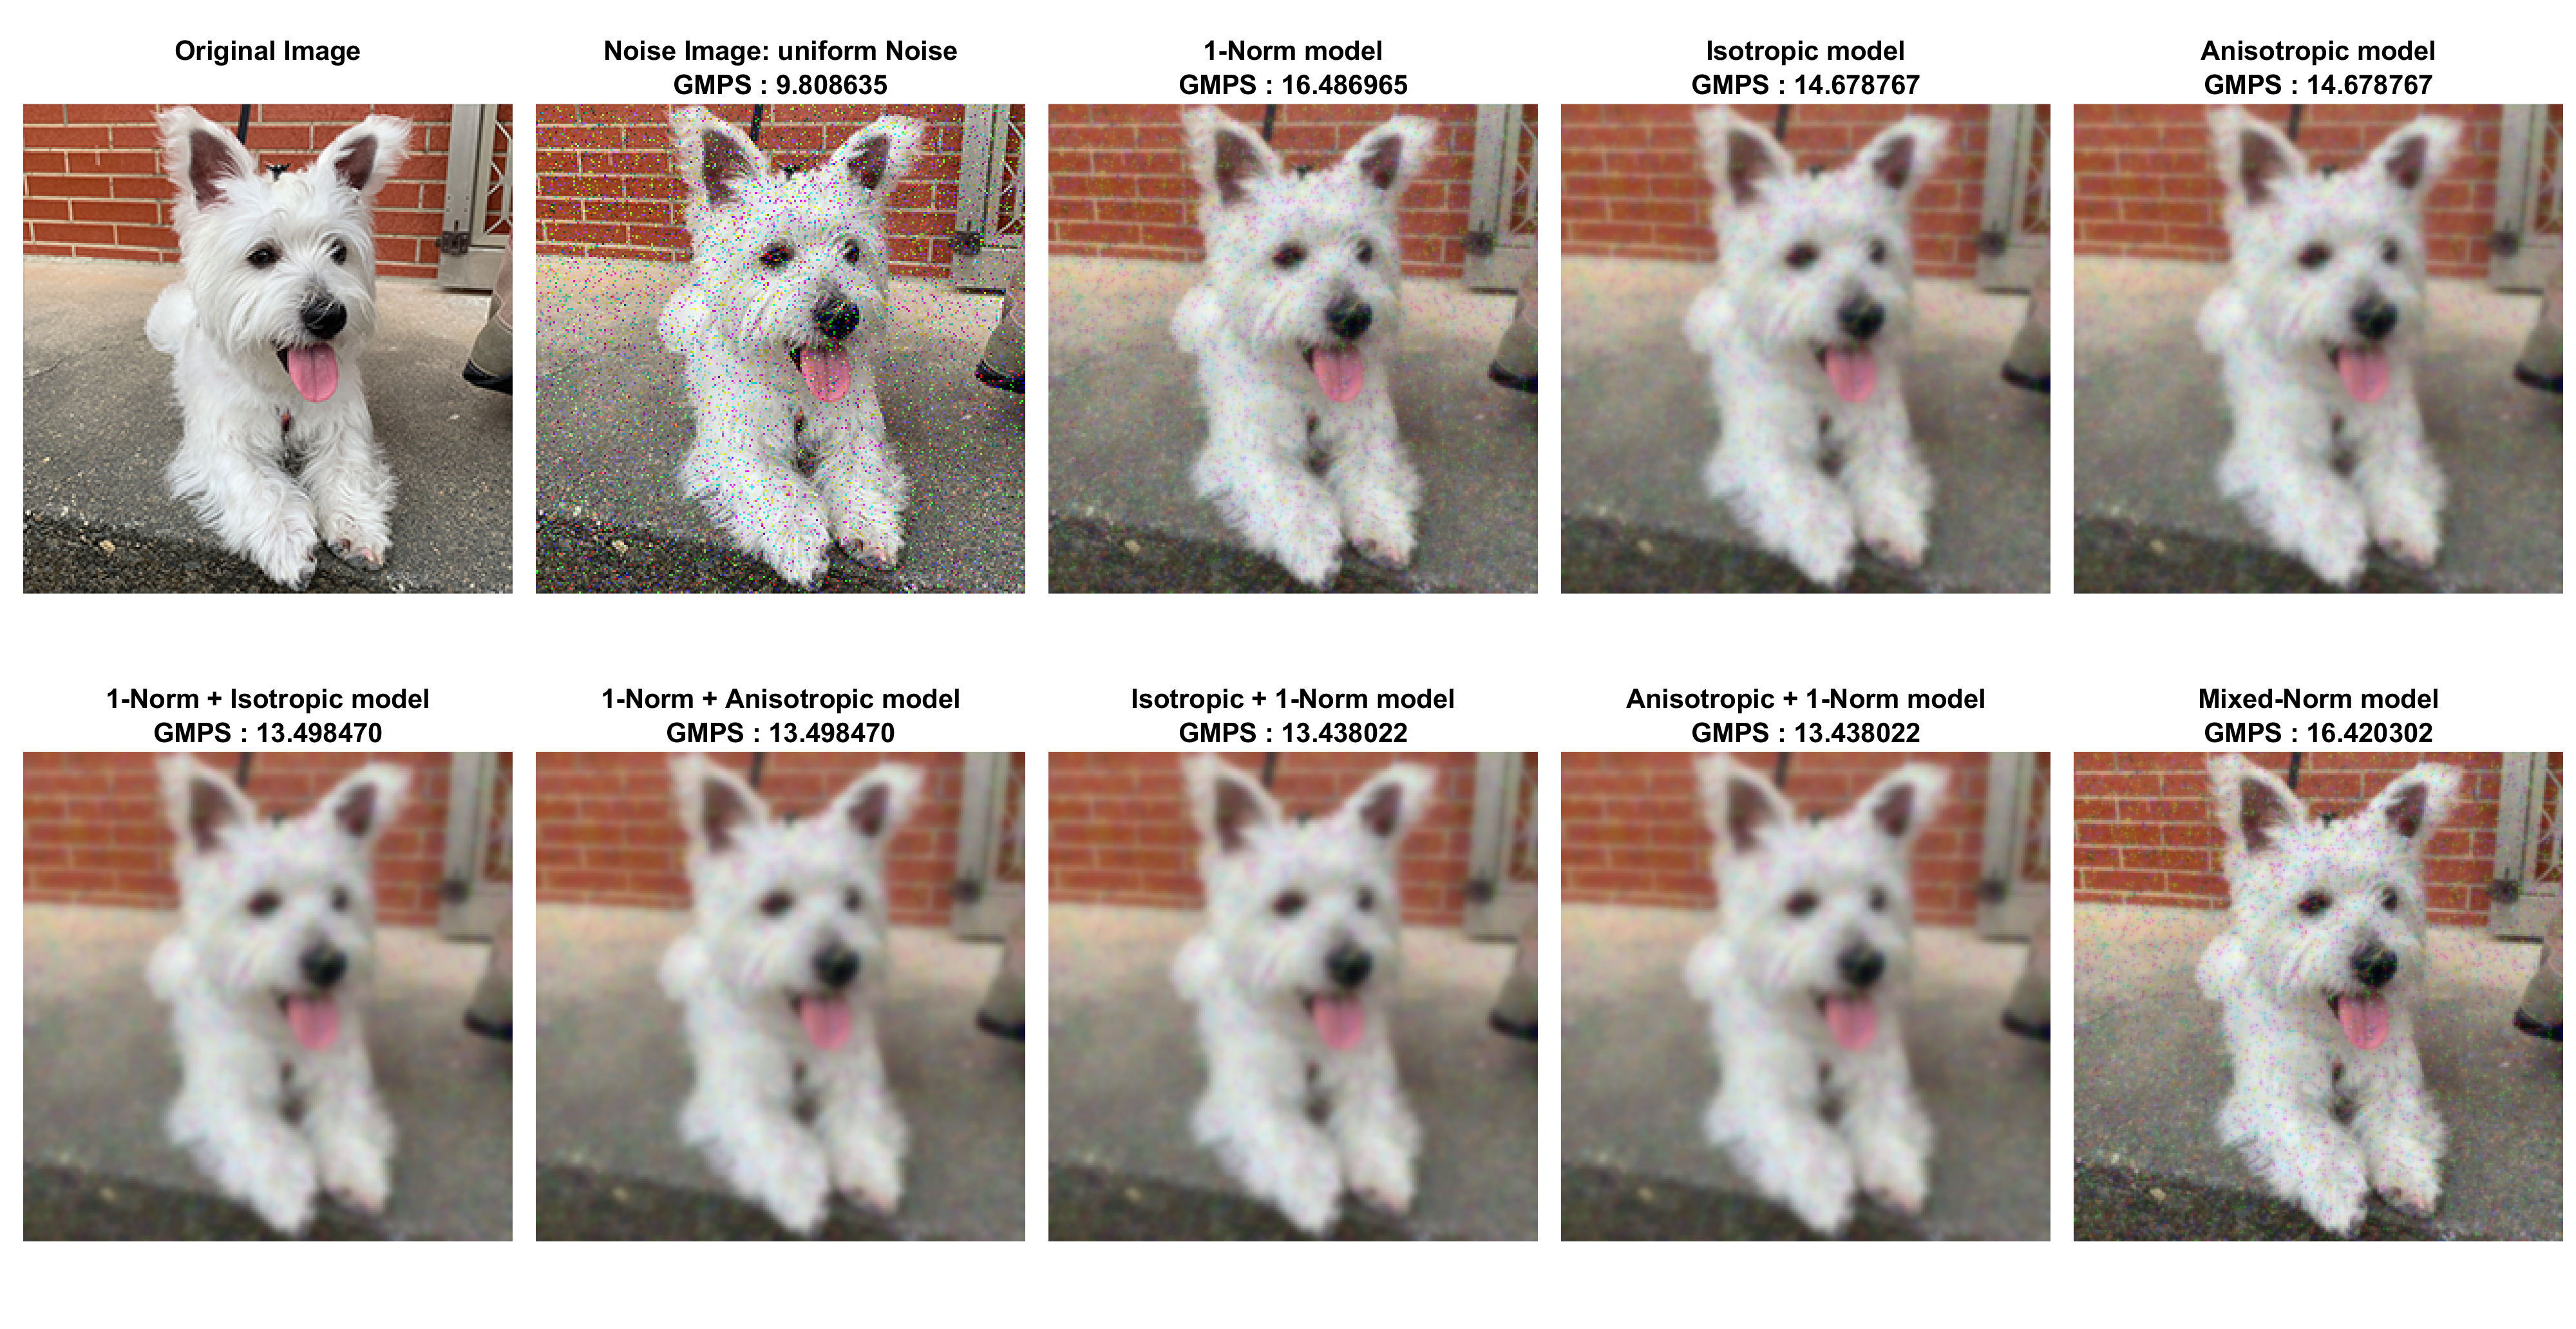 Original Image
Noise Image: uniform Noise
GMPS : 9.808635
1-Norm model
GMPS : 16.486965
Isotropic model
GMPS : 14.678767
Anisotropic model
GMPS : 14.678767
1-Norm + Isotropic model
GMPS : 13.498470
1-Norm + Anisotropic model
GMPS : 13.498470
Isotropic + 1-Norm model
GMPS : 13.438022
Anisotropic + 1-Norm model
GMPS : 13.438022
Mixed-Norm model
GMPS : 16.420302